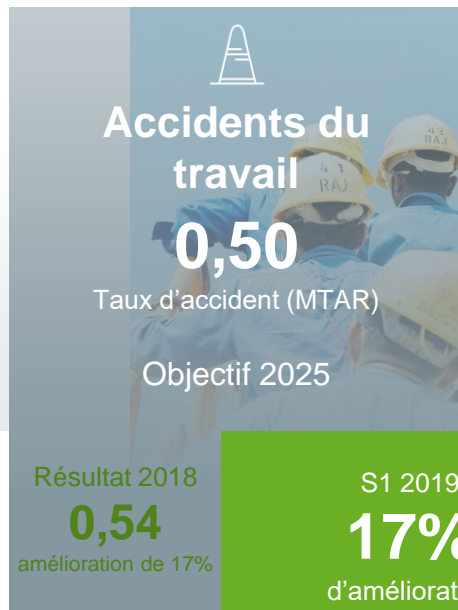 Accidents du
travail
0,50
Taux d'accident (MTAR)
Objectif 2025
Résultat 2018
0,54
amélioration de 17%
S1 2019
17%
d'améliorat